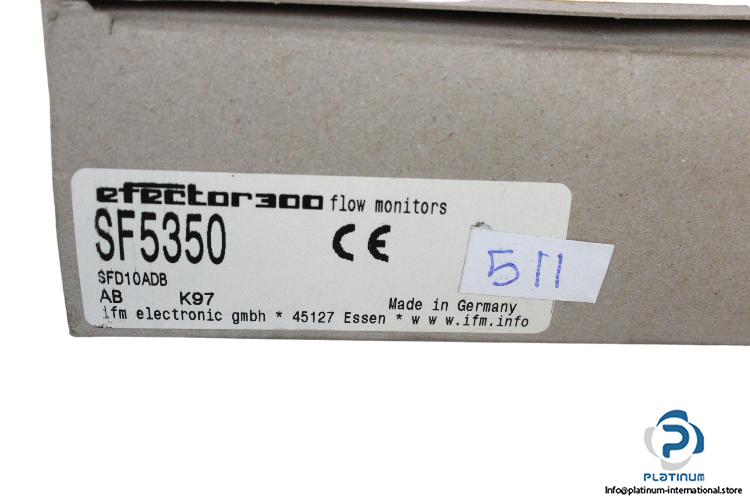 efector300 flow monitors
SF5350
CE
SFD10ADB
AB K97
Made in Germany
ifm electronic gmbh * 45127 Essen * w w w.ifm.info
511
PLATINUM
Info@platinum-international.store